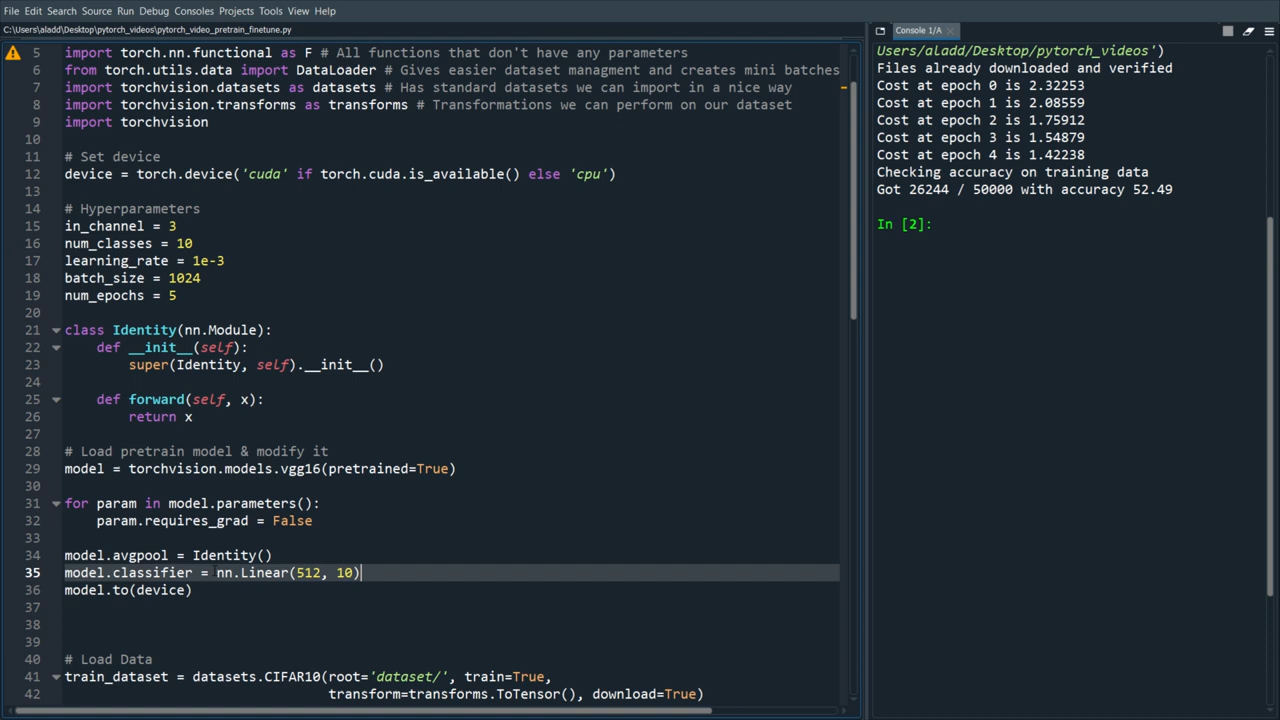 File Edit Search Source Run Debug Consoles Projects Tools View Help
C:\Users\aladd\Desktop\pytorch_videos\pytorch_video_pretrain_finetune.py
5 import torch.nn.functional as F # All functions that don't have any parameters
6 from torch.utils.data import DataLoader # Gives easier dataset managment and creates mini batches
7 import torchvision.datasets as datasets # Has standard datasets we can import in a nice way
8 import torchvision.transforms as transforms # Transformations we can perform on our dataset
9 import torchvision
10
11 # Set device
12 device = torch.device('cuda' if torch.cuda.is_available() else 'cpu')
13
14 # Hyperparameters
15 in_channel = 3
16 num_classes = 10
17 learning_rate = 1e-3
18 batch_size = 1024
19 num_epochs = 5
20
21 class Identity(nn.Module):
22 def __init__(self):
23 super(Identity, self).__init__()
24
25 def forward(self, x):
26 return x
27
28 # Load pretrain model & modify it
29 model = torchvision.models.vgg16(pretrained=True)
30
31 for param in model.parameters():
32 param.requires_grad = False
33
34 model.avgpool = Identity()
35 model.classifier = nn.Linear(512, 10)
36 model.to(device)
37
38
39
40 # Load Data
41 train_dataset = datasets.CIFAR10(root='dataset/', train=True,
42 transform=transforms.ToTensor(), download=True)
Console 1/A
Users/aladd/Desktop/pytorch_videos')
Files already downloaded and verified
Cost at epoch 0 is 2.32253
Cost at epoch 1 is 2.08559
Cost at epoch 2 is 1.75912
Cost at epoch 3 is 1.54879
Cost at epoch 4 is 1.42238
Checking accuracy on training data
Got 26244 / 50000 with accuracy 52.49
In [2]: